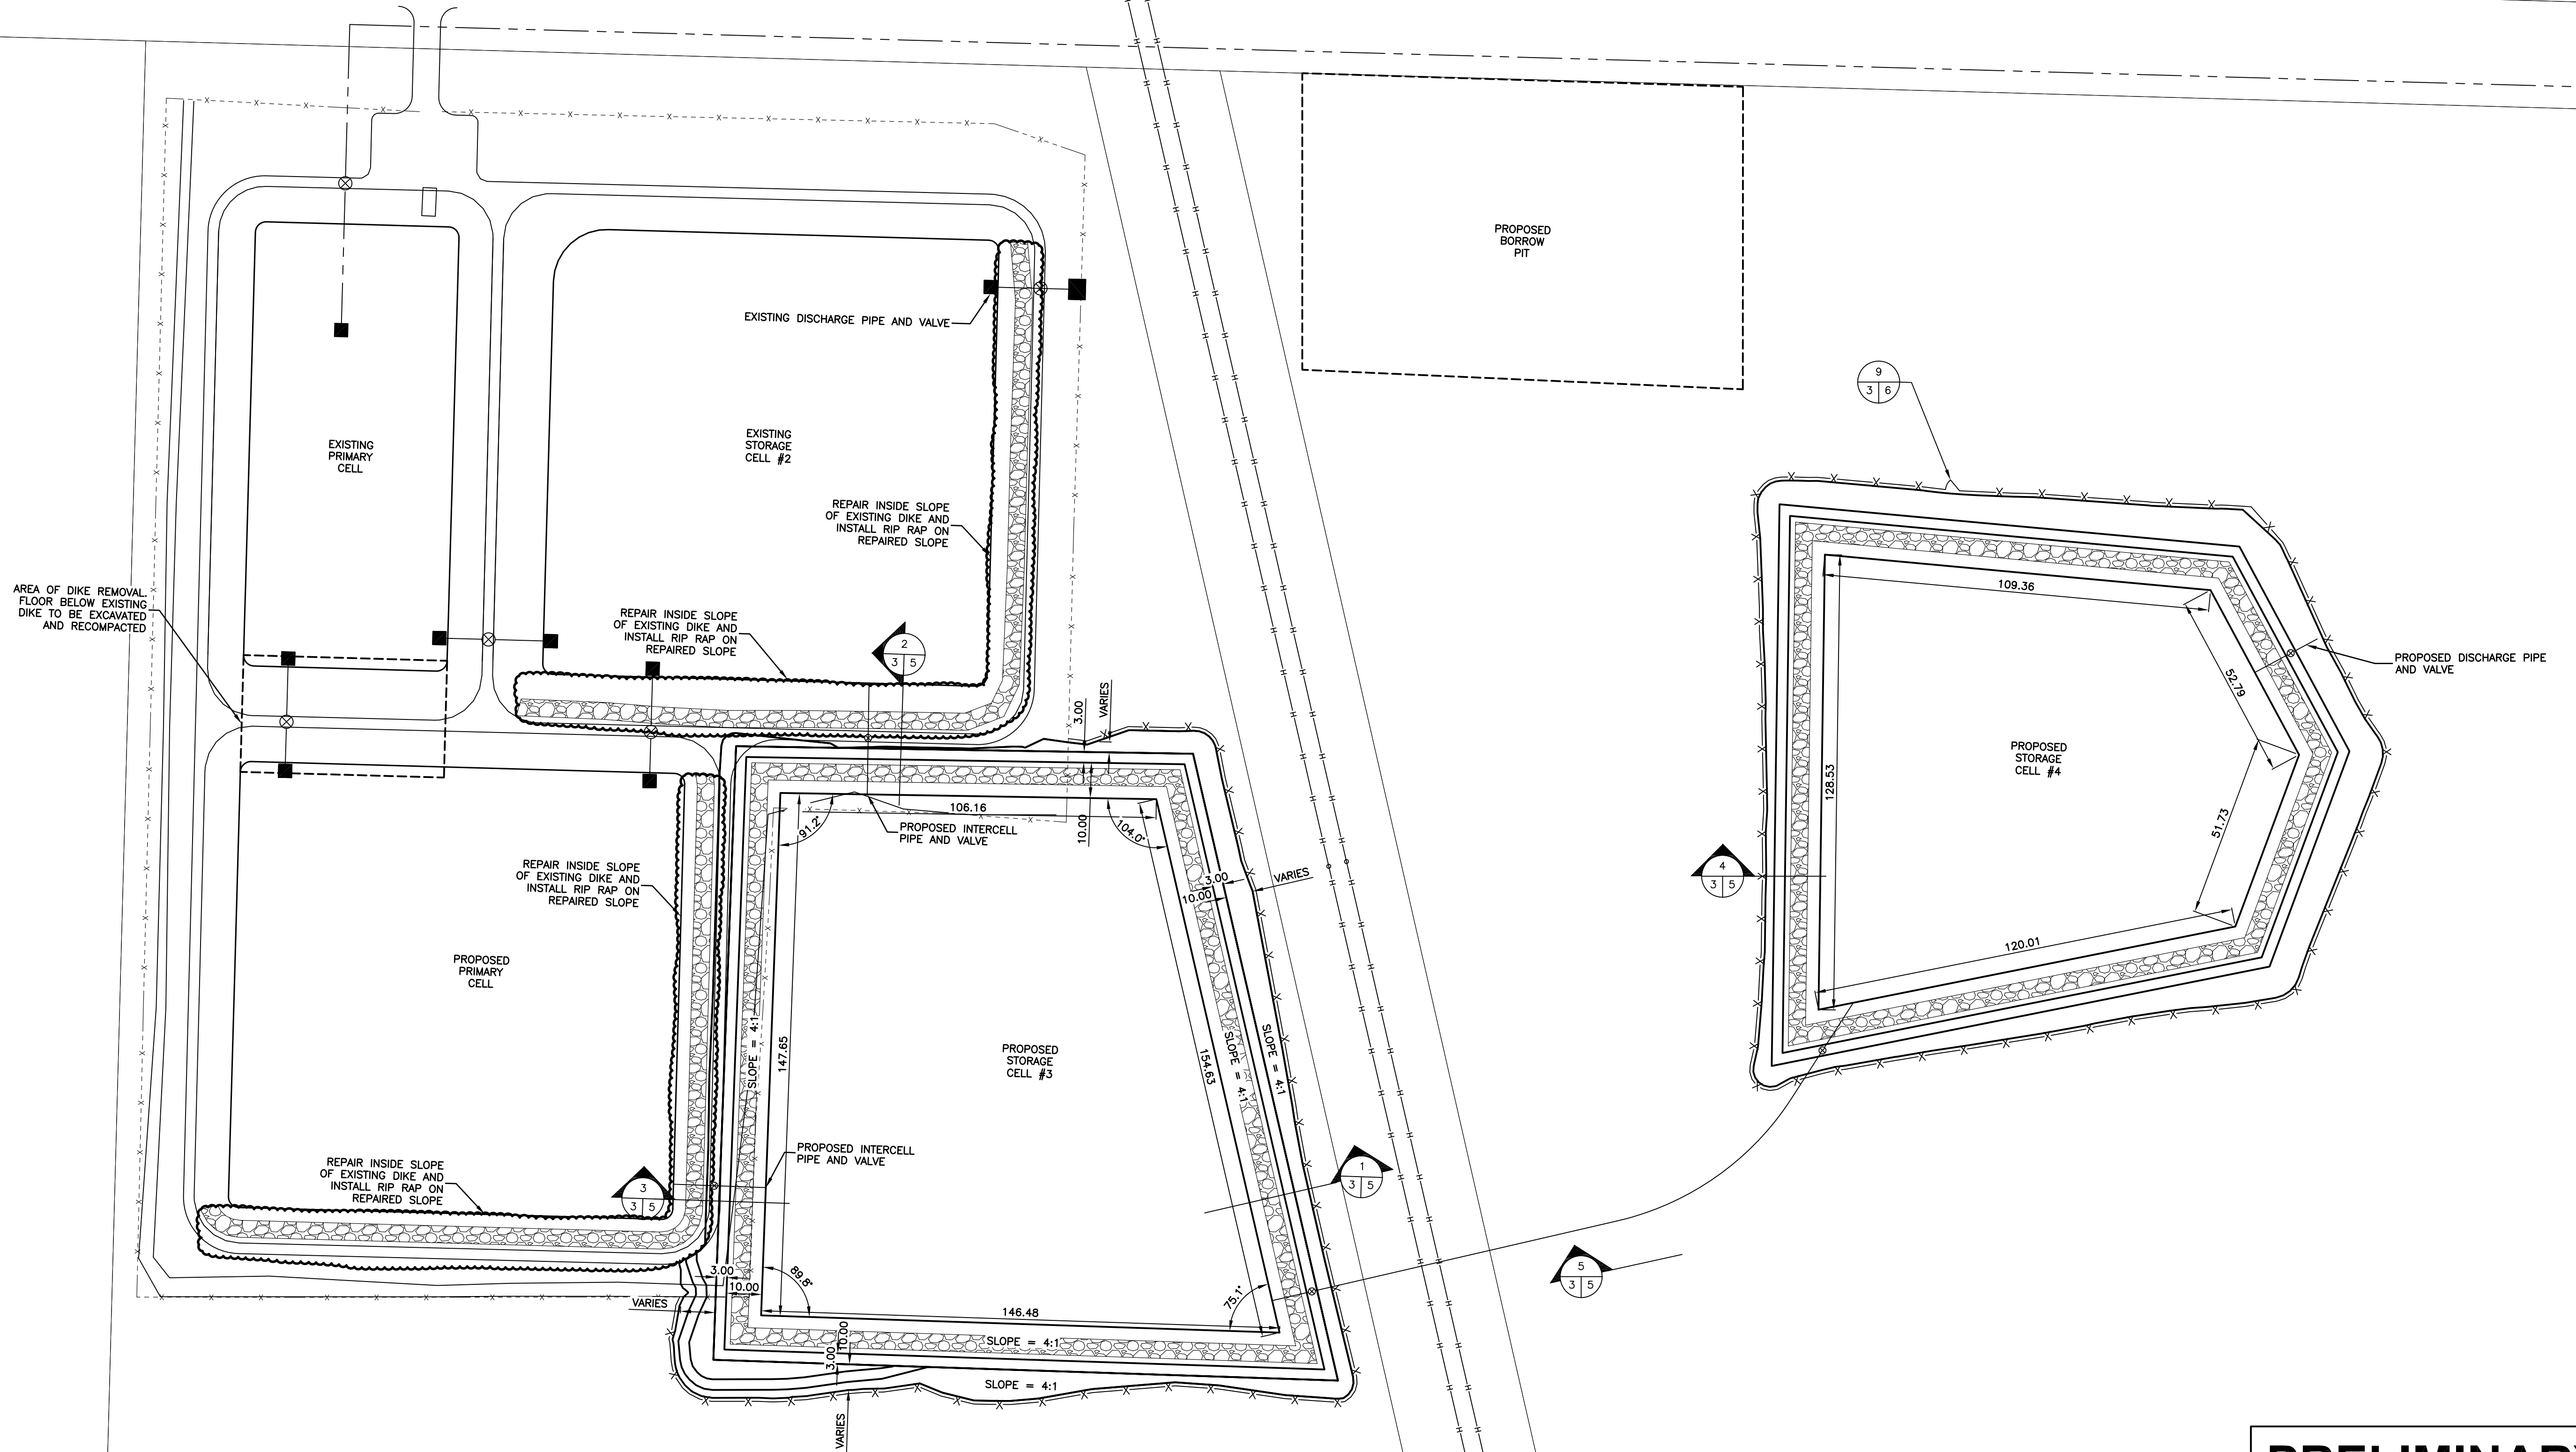 PROPOSED
BORROW
PIT
EXISTING DISCHARGE PIPE AND VALVE
9
3 6
EXISTING
PRIMARY
CELL
EXISTING
STORAGE
CELL #2
REPAIR INSIDE SLOPE
OF EXISTING DIKE AND
INSTALL RIP RAP ON
REPAIRED SLOPE
AREA OF DIKE REMOVAL.
FLOOR BELOW EXISTING
DIKE TO BE EXCAVATED
AND RECOMPACTED
REPAIR INSIDE SLOPE
OF EXISTING DIKE AND
INSTALL RIP RAP ON
REPAIRED SLOPE
2
3 5
109.36
52.79
PROPOSED DISCHARGE PIPE
AND VALVE
3.00
VARIES
128.53
PROPOSED
STORAGE
CELL #4
51.73
106.16
91.2°
104.0°
10.00
PROPOSED INTERCELL
PIPE AND VALVE
REPAIR INSIDE SLOPE
OF EXISTING DIKE AND
INSTALL RIP RAP ON
REPAIRED SLOPE
3.00
10.00
VARIES
4
3 5
120.01
PROPOSED
PRIMARY
CELL
SLOPE = 4:1
147.65
PROPOSED
STORAGE
CELL #3
154.63
SLOPE = 4:1
SLOPE = 4:1
REPAIR INSIDE SLOPE
OF EXISTING DIKE AND
INSTALL RIP RAP ON
REPAIRED SLOPE
PROPOSED INTERCELL
PIPE AND VALVE
3
3 5
1
3 5
5
3 5
3.00
10.00
VARIES
89.8°
75.1°
146.48
10.00
3.00
SLOPE = 4:1
SLOPE = 4:1
VARIES